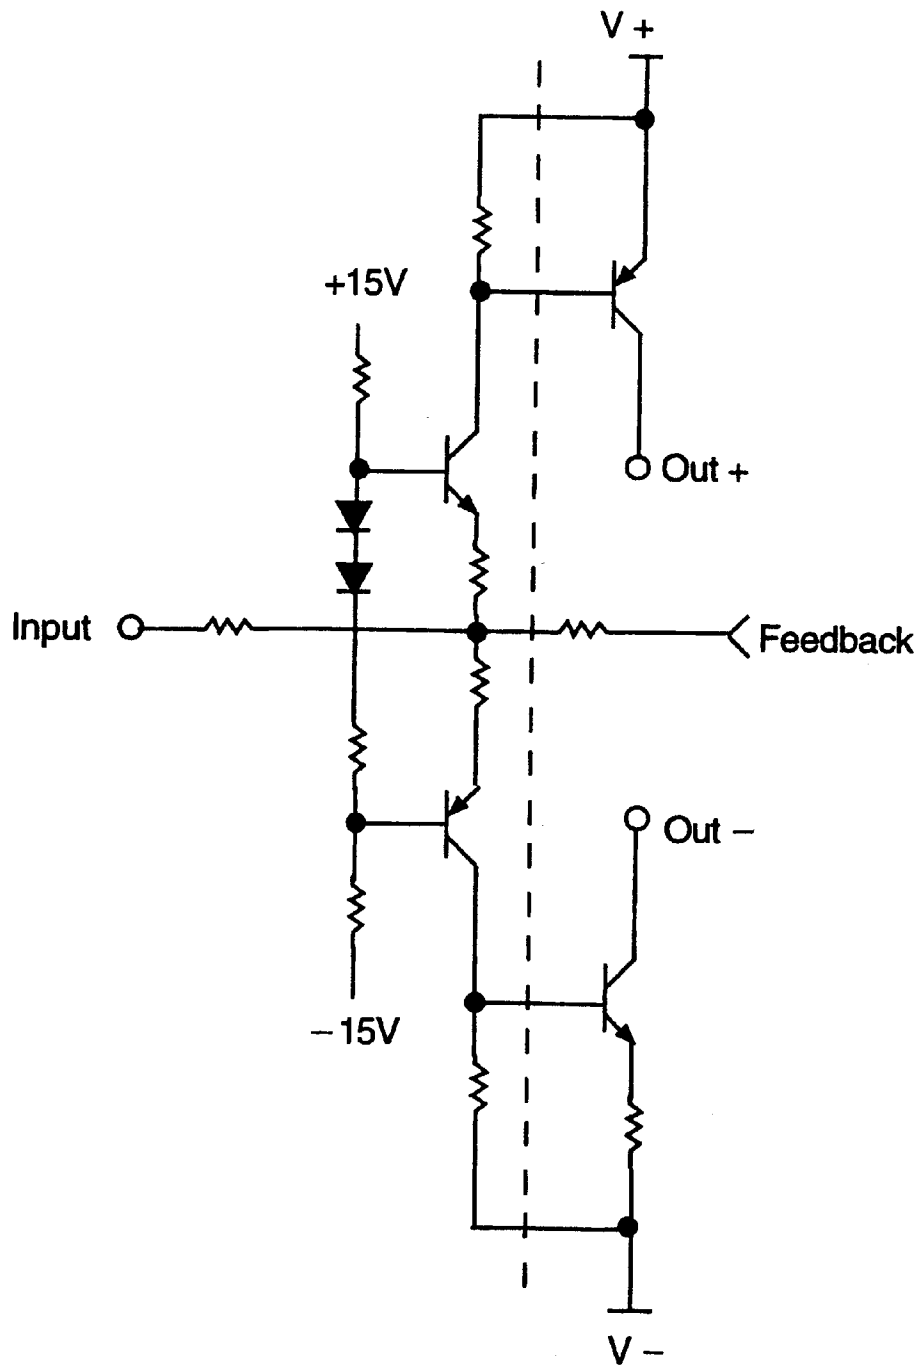 V +
+15V
Out +
Input
Feedback
Out –
– 15V
V –